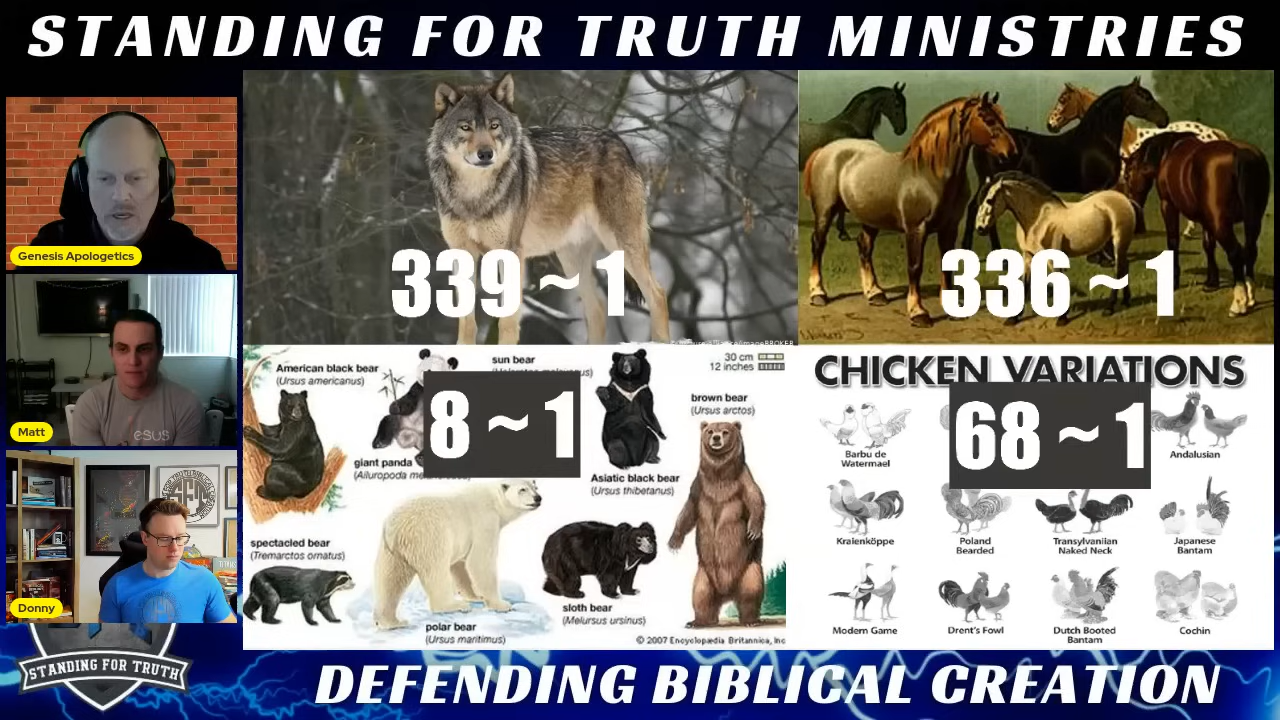 STANDING FOR TRUTH MINISTRIES
Genesis Apologetics
Matt
esus
Donny
STANDING FOR TRUTH
339 ~ 1
336 ~ 1
American black bear
(Ursus americanus)
sun bear
30 cm
12 inches
brown bear
(Ursus arctos)
8 ~ 1
giant panda
(Ailuropoda
Asiatic black bear
(Ursus thibetanus)
spectacled bear
(Tremarctos ornatus)
sloth bear
(Melursus ursinus)
polar bear
(Ursus maritimus)
© 2007 Encyclopædia Britannica, Inc
CHICKEN VARIATIONS
68 ~ 1
Barbu de
Watermael
Andalusian
Kraienköppe
Poland
Bearded
Transylvanian
Naked Neck
Japanese
Bantam
Modern Game
Drent's Fowl
Dutch Booted
Bantam
Cochin
DEFENDING BIBLICAL CREATION